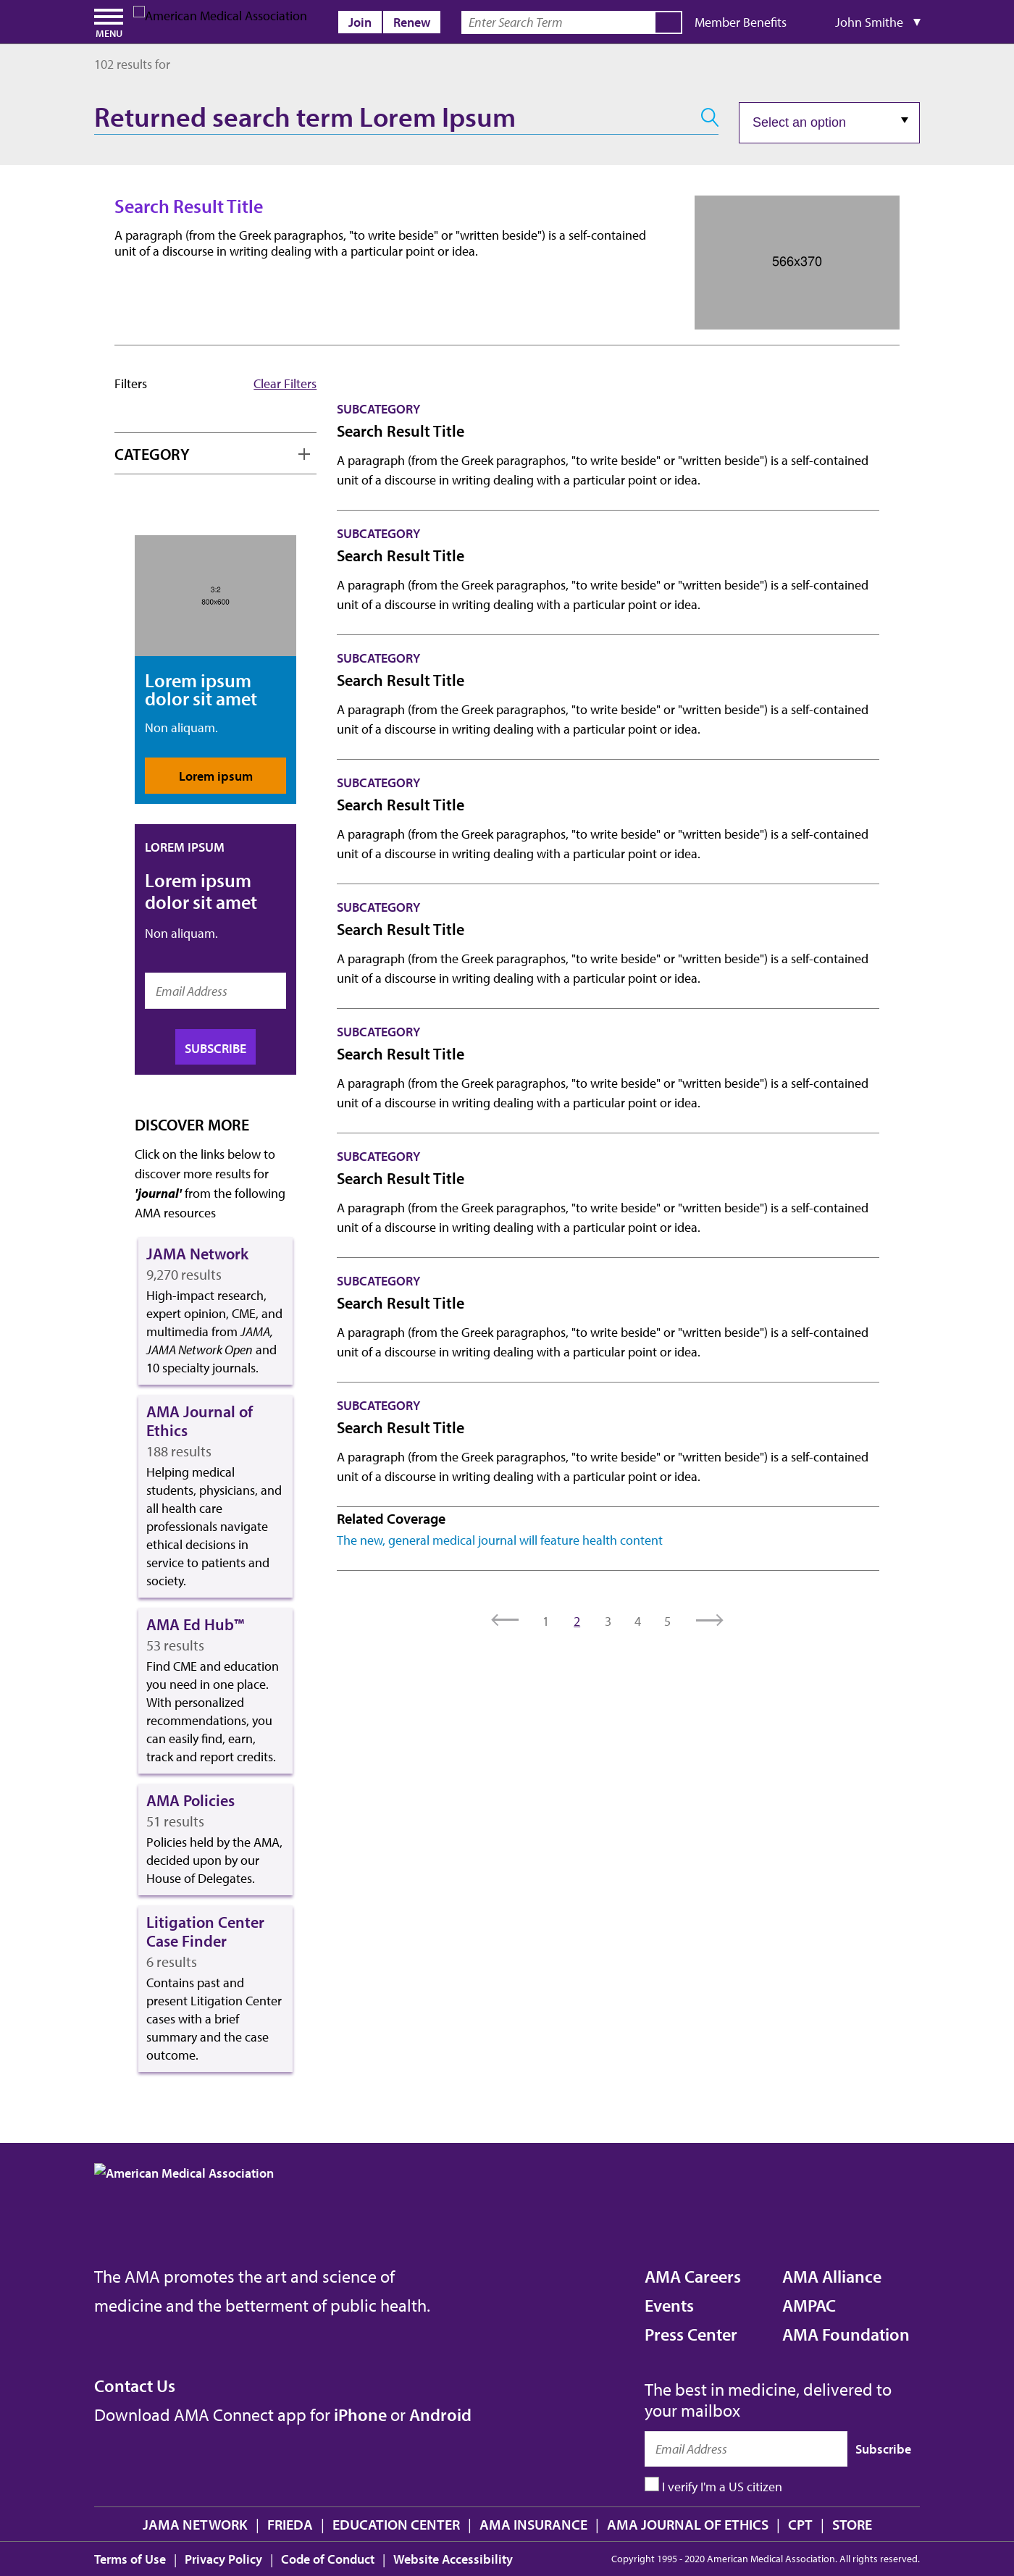 MENU
American Medical Association
Join
Renew
Enter Search Term
Member Benefits
John Smithe
102 results for
Returned search term Lorem Ipsum
Select an option
Search Result Title
A paragraph (from the Greek paragraphos, "to write beside" or "written beside") is a self-contained
unit of a discourse in writing dealing with a particular point or idea.
566x370
Filters
Clear Filters
CATEGORY
3:2
800x600
Lorem ipsum
dolor sit amet
Non aliquam.
Lorem ipsum
LOREM IPSUM
Lorem ipsum
dolor sit amet
Non aliquam.
Email Address
SUBSCRIBE
DISCOVER MORE
Click on the links below to
discover more results for
'journal' from the following
AMA resources
JAMA Network
9,270 results
High-impact research,
expert opinion, CME, and
multimedia from JAMA,
JAMA Network Open and
10 specialty journals.
AMA Journal of
Ethics
188 results
Helping medical
students, physicians, and
all health care
professionals navigate
ethical decisions in
service to patients and
society.
AMA Ed Hub™
53 results
Find CME and education
you need in one place.
With personalized
recommendations, you
can easily find, earn,
track and report credits.
AMA Policies
51 results
Policies held by the AMA,
decided upon by our
House of Delegates.
Litigation Center
Case Finder
6 results
Contains past and
present Litigation Center
cases with a brief
summary and the case
outcome.
SUBCATEGORY
Search Result Title
A paragraph (from the Greek paragraphos, "to write beside" or "written beside") is a self-contained
unit of a discourse in writing dealing with a particular point or idea.
SUBCATEGORY
Search Result Title
A paragraph (from the Greek paragraphos, "to write beside" or "written beside") is a self-contained
unit of a discourse in writing dealing with a particular point or idea.
SUBCATEGORY
Search Result Title
A paragraph (from the Greek paragraphos, "to write beside" or "written beside") is a self-contained
unit of a discourse in writing dealing with a particular point or idea.
SUBCATEGORY
Search Result Title
A paragraph (from the Greek paragraphos, "to write beside" or "written beside") is a self-contained
unit of a discourse in writing dealing with a particular point or idea.
SUBCATEGORY
Search Result Title
A paragraph (from the Greek paragraphos, "to write beside" or "written beside") is a self-contained
unit of a discourse in writing dealing with a particular point or idea.
SUBCATEGORY
Search Result Title
A paragraph (from the Greek paragraphos, "to write beside" or "written beside") is a self-contained
unit of a discourse in writing dealing with a particular point or idea.
SUBCATEGORY
Search Result Title
A paragraph (from the Greek paragraphos, "to write beside" or "written beside") is a self-contained
unit of a discourse in writing dealing with a particular point or idea.
SUBCATEGORY
Search Result Title
A paragraph (from the Greek paragraphos, "to write beside" or "written beside") is a self-contained
unit of a discourse in writing dealing with a particular point or idea.
SUBCATEGORY
Search Result Title
A paragraph (from the Greek paragraphos, "to write beside" or "written beside") is a self-contained
unit of a discourse in writing dealing with a particular point or idea.
Related Coverage
The new, general medical journal will feature health content
1 2 3 4 5
American Medical Association
The AMA promotes the art and science of
medicine and the betterment of public health.
Contact Us
Download AMA Connect app for iPhone or Android
AMA Careers
Events
Press Center
AMA Alliance
AMPAC
AMA Foundation
The best in medicine, delivered to
your mailbox
Email Address
Subscribe
I verify I'm a US citizen
JAMA NETWORK | FRIEDA | EDUCATION CENTER | AMA INSURANCE | AMA JOURNAL OF ETHICS | CPT | STORE
Terms of Use | Privacy Policy | Code of Conduct | Website Accessibility
Copyright 1995 - 2020 American Medical Association. All rights reserved.